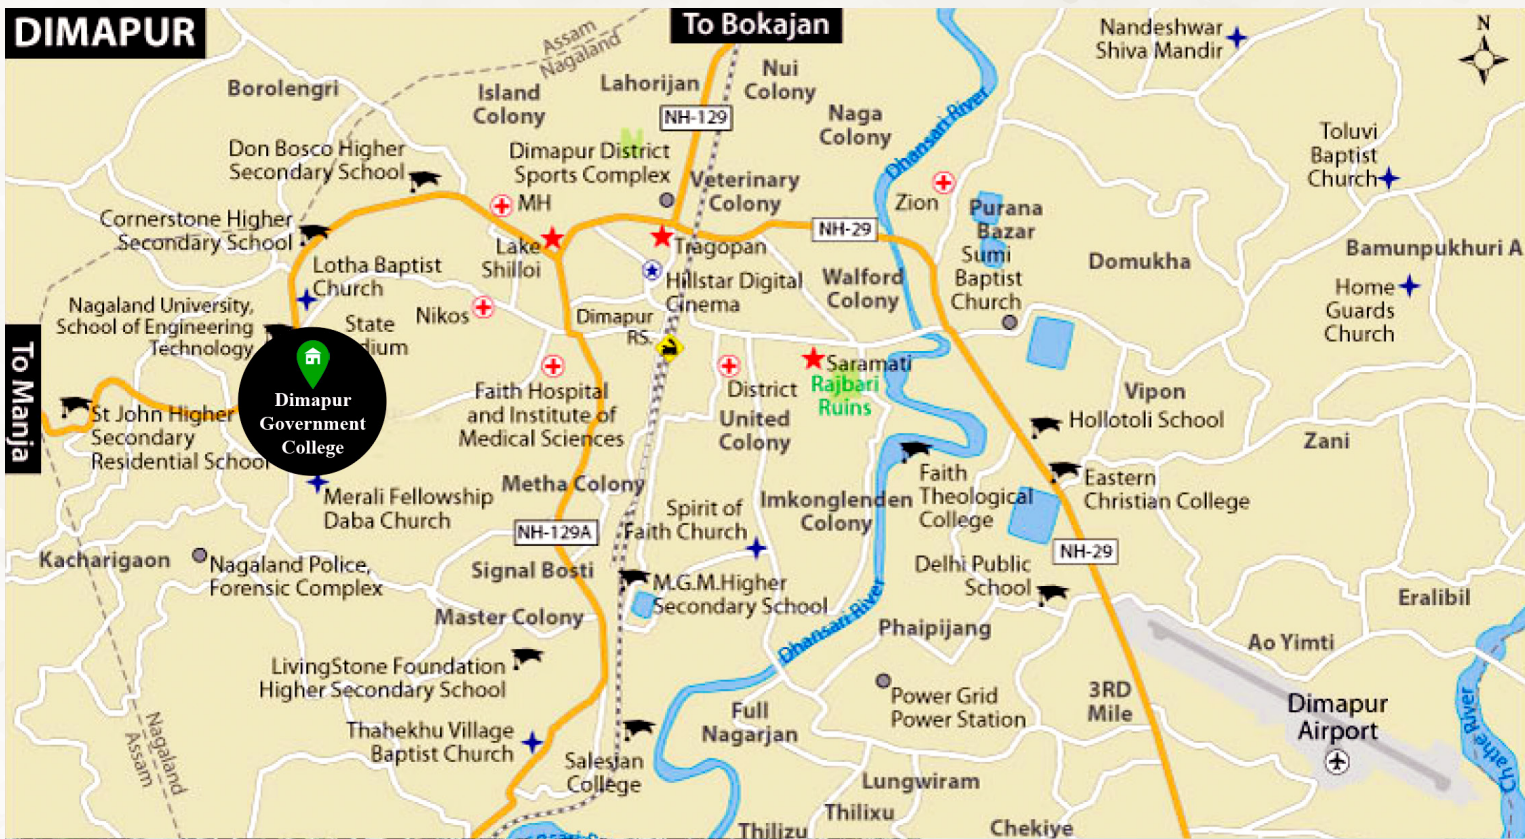 DIMAPUR
To Bokajan
Assam
Nagaland
Nandeshwar
Shiva Mandir
N
Borolengri
Island
Colony
Lahorijan
Nui
Colony
NH-129
Naga
Colony
Dhansari River
Toluvi
Baptist
Church
Don Bosco Higher
Secondary School
N
Dimapur District
Sports Complex
Veterinary
Colony
MH
Zion
Purana
Bazar
Cornerstone Higher
Secondary School
Lake
Shilloi
Tragopan
NH-29
Sumi
Baptist
Church
Domukha
Bamunpukhuri A
Lotha Baptist
Church
Hillstar Digital
Cinema
Walford
Colony
Home
Guards
Church
Nagaland University,
School of Engineering
Technology
State
dium
Nikos
Dimapur
RS.
To Manja
Dimapur
Government
College
Faith Hospital
and Institute of
Medical Sciences
District
Saramati
Rajbari
Ruins
United
Colony
Vipon
Hollotoli School
Zani
St John Higher
Secondary
Residential School
Merali Fellowship
Daba Church
Metha Colony
Spirit of
Faith Church
Imkonglenden
Colony
Faith
Theological
College
Eastern
Christian College
NH-129A
NH-29
Kacharigaon
Nagaland Police,
Forensic Complex
Signal Bosti
M.G.M.Higher
Secondary School
Delhi Public
School
Eralibil
Master Colony
Dhansari River
Phaipijang
Ao Yimti
LivingStone Foundation
Higher Secondary School
Power Grid
Power Station
3RD
Mile
Dimapur
Airport
Nagaland
Assam
Thahekhu Village
Baptist Church
Full
Nagarjan
Chathe River
Salesian
College
Lungwiram
Thilixu
Thilizu
Chekiye